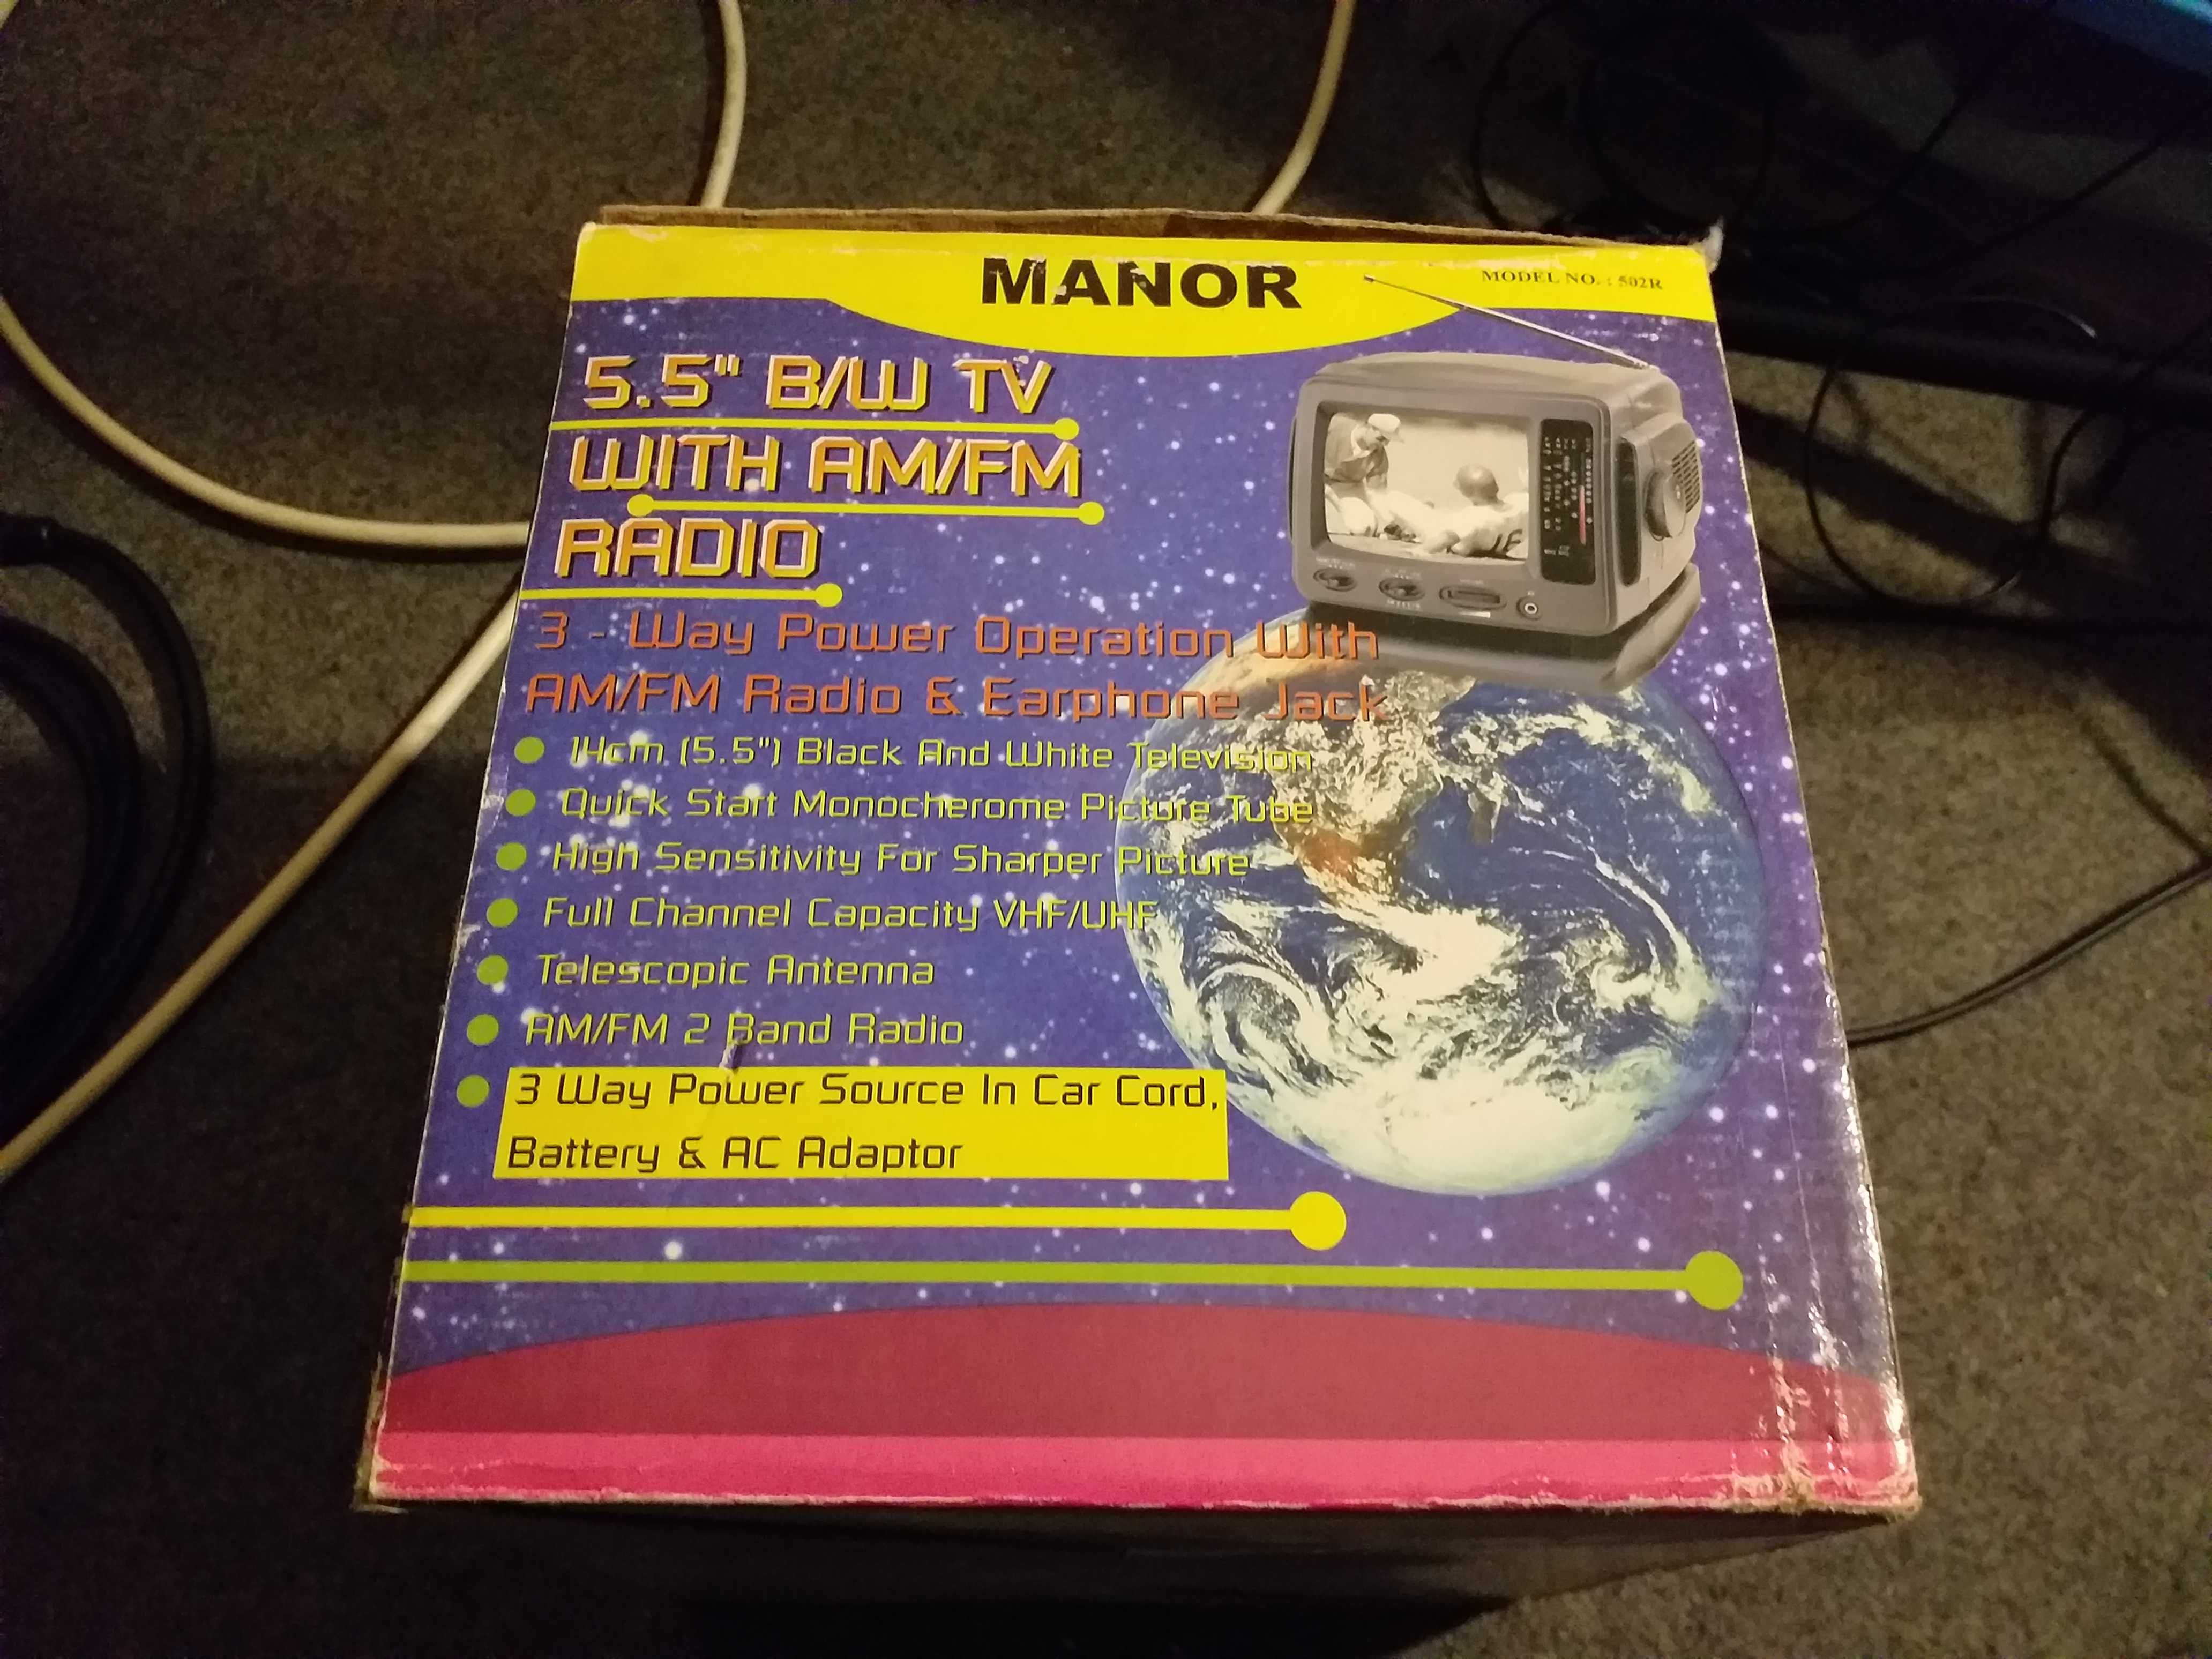 MANOR
MODEL NO. : 502R
5.5" B/W TV
WITH AM/FM
RADIO
3 - Way Power Operation With
AM/FM Radio & Earphone Jack
14cm (5.5") Black And White Television
Quick Start Monocherome Picture Tube
High Sensitivity For Sharper Picture
Full Channel Capacity VHF/UHF
Telescopic Antenna
AM/FM 2 Band Radio
3 Way Power Source In Car Cord,
Battery & AC Adaptor